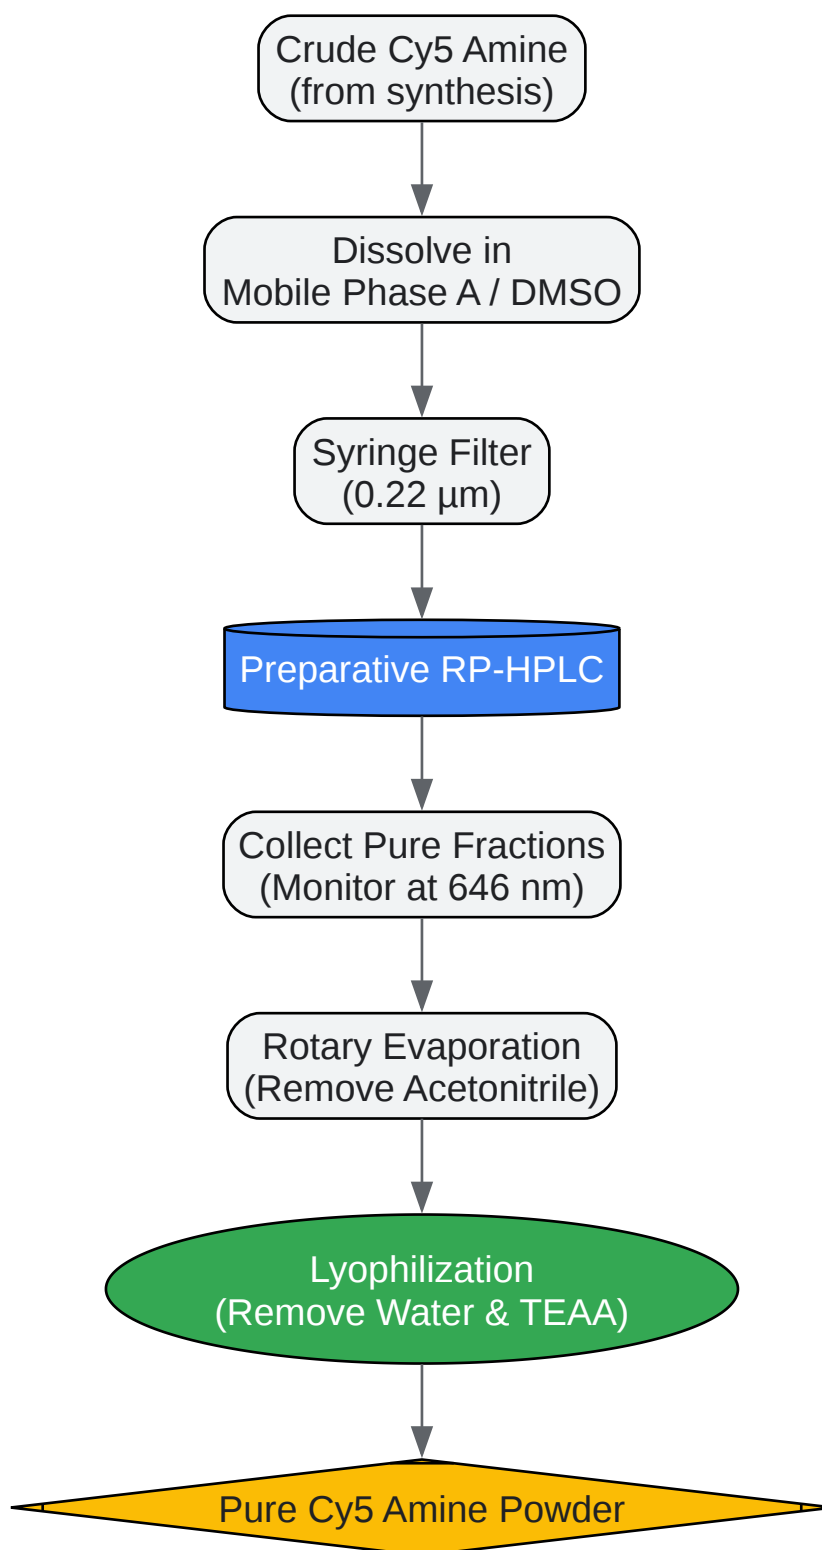 Crude Cy5 Amine
(from synthesis)
Dissolve in
Mobile Phase A / DMSO
Syringe Filter
(0.22 µm)
Preparative RP-HPLC
Collect Pure Fractions
(Monitor at 646 nm)
Rotary Evaporation
(Remove Acetonitrile)
Lyophilization
(Remove Water & TEAA)
Pure Cy5 Amine Powder